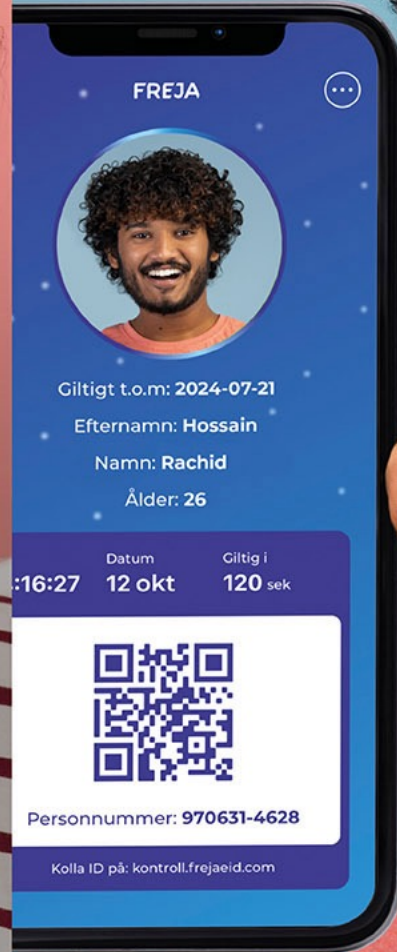 FREJA
Giltigt t.o.m: 2024-07-21
Efternamn: Hossain
Namn: Rachid
Ålder: 26
Datum Giltig i
:16:27 12 okt 120 sek
Personnummer: 970631-4628
Kolla ID på: kontroll.frejaeid.com